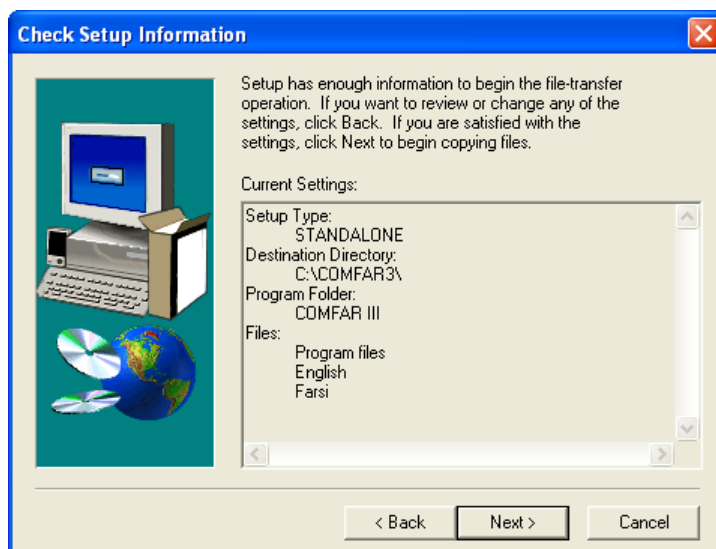 Check Setup Information
Setup has enough information to begin the file-transfer
operation.  If you want to review or change any of the
settings, click Back.  If you are satisfied with the
settings, click Next to begin copying files.
Current Settings:
Setup Type:
STANDALONE
Destination Directory:
C:\COMFAR3\
Program Folder:
COMFAR III
Files:
Program files
English
Farsi
< Back
Next >
Cancel